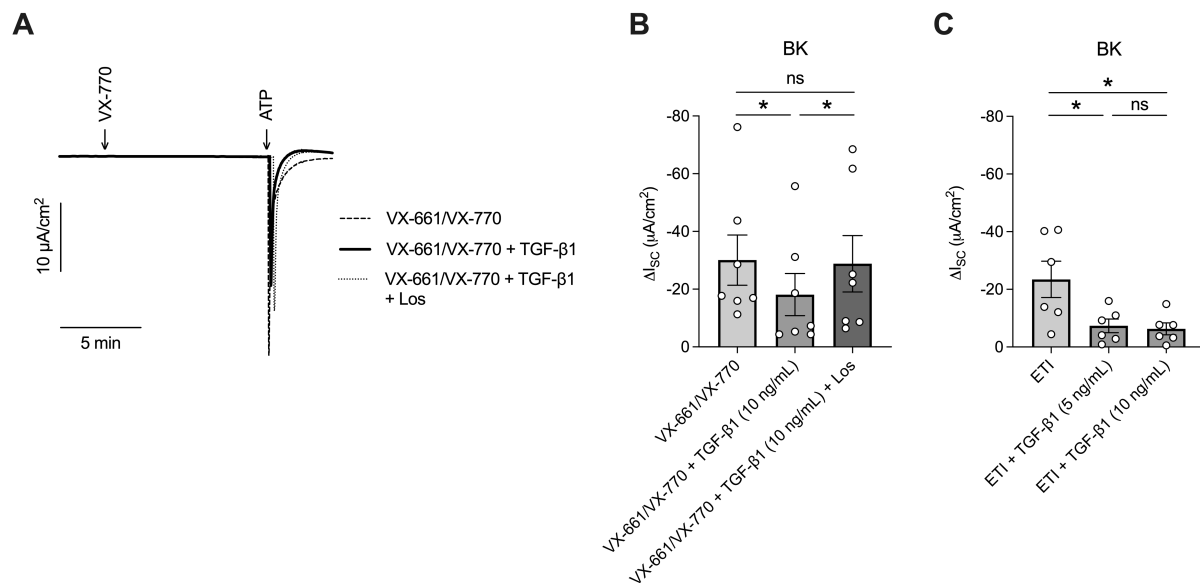 A
VX-770
ATP
10 µA/cm²
5 min
VX-661/VX-770
VX-661/VX-770 + TGF-β1
VX-661/VX-770 + TGF-β1
+ Los
B
BK
ns
* *
ΔI_SC (µA/cm²)
-80
-60
-40
-20
0
VX-661/VX-770
VX-661/VX-770 + TGF-β1 (10 ng/mL)
VX-661/VX-770 + TGF-β1 (10 ng/mL) + Los
C
BK
*
* ns
ΔI_SC (µA/cm²)
-80
-60
-40
-20
0
ETI
ETI + TGF-β1 (5 ng/mL)
ETI + TGF-β1 (10 ng/mL)